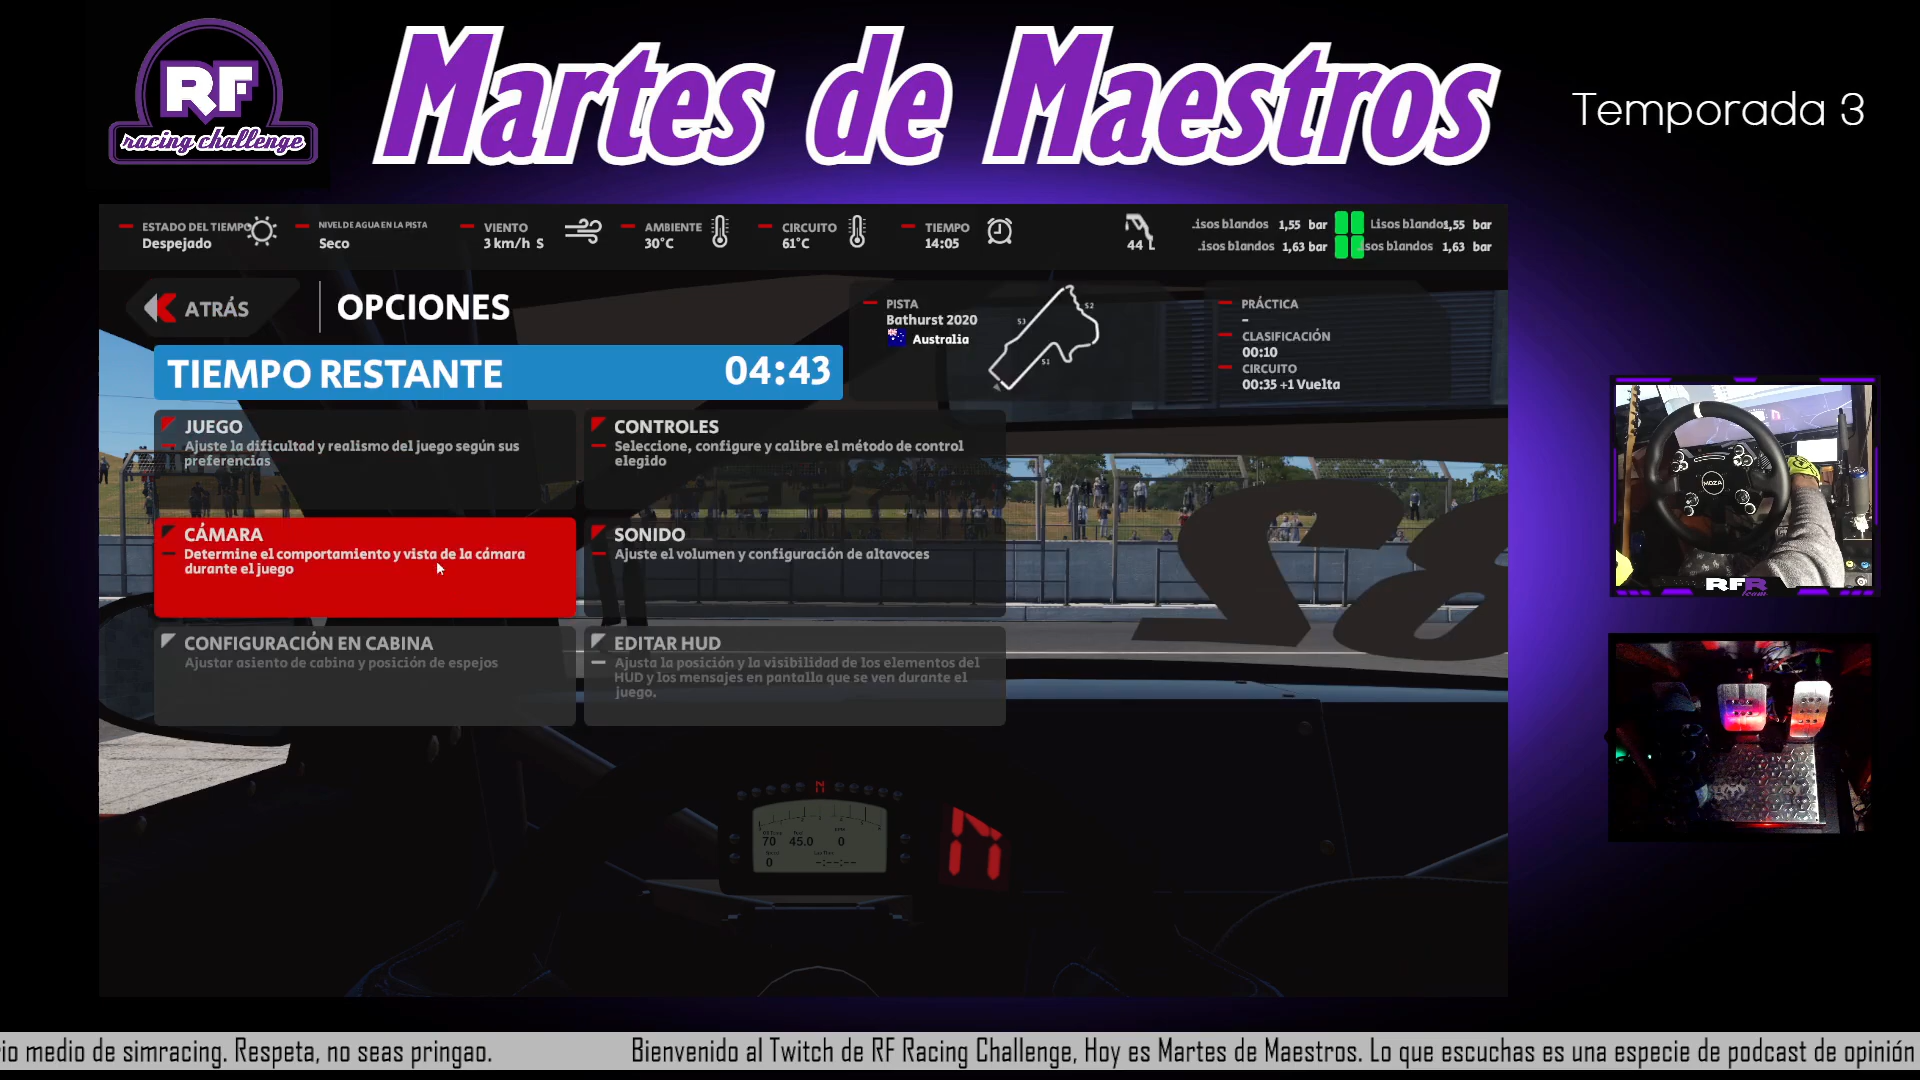 RF
racing challenge
Martes de Maestros
Temporada 3
ESTADO DEL TIEMPO
Despejado
NIVEL DE AGUA EN LA PISTA
Seco
VIENTO
3 km/h S
AMBIENTE
30°C
CIRCUITO
61°C
TIEMPO
14:05
44 L
.isos blandos 1,55 bar
Lisos blando1,55 bar
.isos blandos 1,63 bar
isos blandos 1,63 bar
ATRÁS
OPCIONES
PISTA
Bathurst 2020
Australia
S1
S2
S3
PRÁCTICA
–
CLASIFICACIÓN
00:10
CIRCUITO
00:35 +1 Vuelta
TIEMPO RESTANTE 04:43
JUEGO
Ajuste la dificultad y realismo del juego según sus
preferencias
CONTROLES
Seleccione, configure y calibre el método de control
elegido
CÁMARA
Determine el comportamiento y vista de la cámara
durante el juego
SONIDO
Ajuste el volumen y configuración de altavoces
CONFIGURACIÓN EN CABINA
Ajustar asiento de cabina y posición de espejos
EDITAR HUD
Ajusta la posición y la visibilidad de los elementos del
HUD y los mensajes en pantalla que se ven durante el
juego.
N
70 45.0 0
0 -:--:--
MOZA
RFR
team
io medio de simracing. Respeta, no seas pringao.
Bienvenido al Twitch de RF Racing Challenge, Hoy es Martes de Maestros. Lo que escuchas es una especie de podcast de opinión